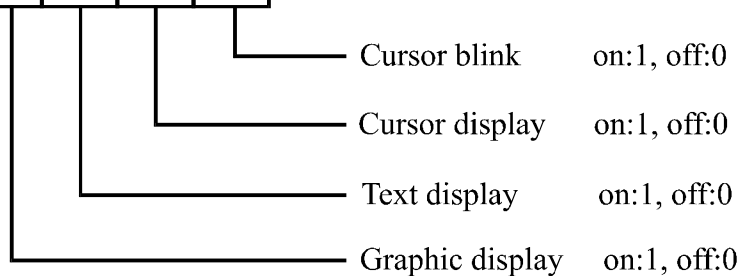 Cursor blink on:1, off:0
Cursor display on:1, off:0
Text display on:1, off:0
Graphic display on:1, off:0